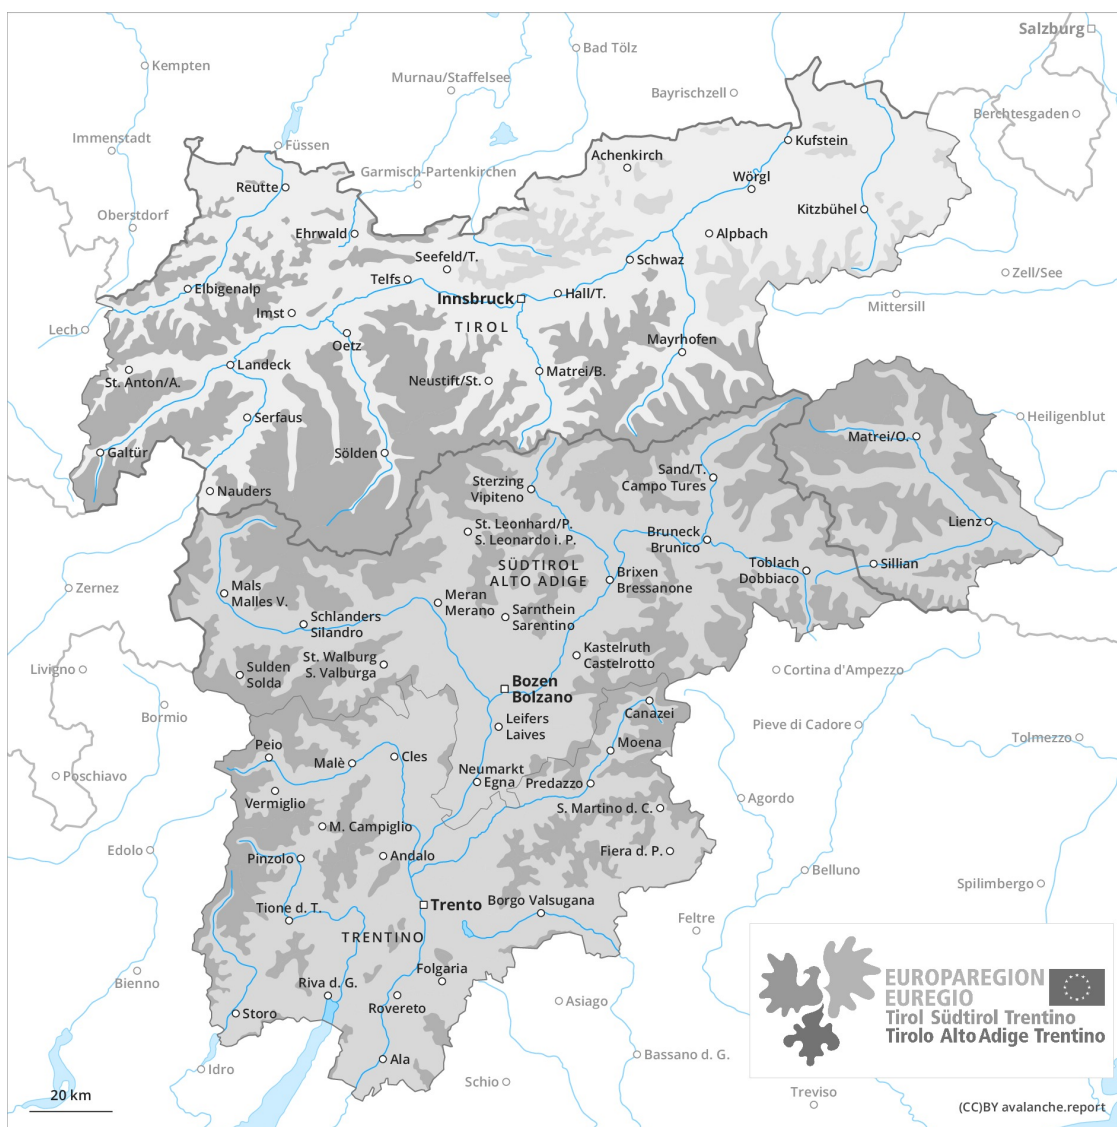 Salzburg
Bad Tölz
Kempten
Murnau/Staffelsee
Bayrischzell
Berchtesgaden
Immenstadt
Füssen
Kufstein
Achenkirch
Garmisch-Partenkirchen
Wörgl
Reutte
Oberstdorf
Kitzbühel
Ehrwald
Alpbach
Seefeld/T.
Schwaz
Zell/See
Telfs
Elbigenalp
Innsbruck
Hall/T.
Mittersill
Imst
TIROL
Lech
Oetz
Mayrhofen
Landeck
Matrei/B.
St. Anton/A.
Neustift/St.
Serfaus
Heiligenblut
Matrei/O.
Galtür
Sölden
Sand/T.
Campo Tures
Sterzing
Vipiteno
Nauders
Lienz
St. Leonhard/P.
S. Leonardo i. P.
Bruneck
Brunico
SÜDTIROL
ALTO ADIGE
Toblach
Dobbiaco
Sillian
Brixen
Bressanone
Zernez
Mals
Malles V.
Meran
Merano
Sarnthein
Sarentino
Schlanders
Silandro
Kastelruth
Castelrotto
St. Walburg
S. Valburga
Livigno
Cortina d'Ampezzo
Sulden
Solda
Bozen
Bolzano
Bormio
Canazei
Leifers
Laives
Pieve di Cadore
Tolmezzo
Peio
Moena
Cles
Malè
Poschiavo
Neumarkt
Egna
Predazzo
Vermiglio
Agordo
S. Martino d. C.
M. Campiglio
Edolo
Pinzolo
Andalo
Fiera d. P.
Belluno
Spilimbergo
Tione d. T.
Trento
Borgo Valsugana
Feltre
TRENTINO
Folgaria
Bienno
Riva d. G.
Rovereto
Asiago
Storo
EUROPAREGION
EUREGIO
Tirol Südtirol Trentino
Tirolo Alto Adige Trentino
Ala
Bassano d. G.
Idro
Schio
Treviso
20 km
(CC)BY avalanche.report